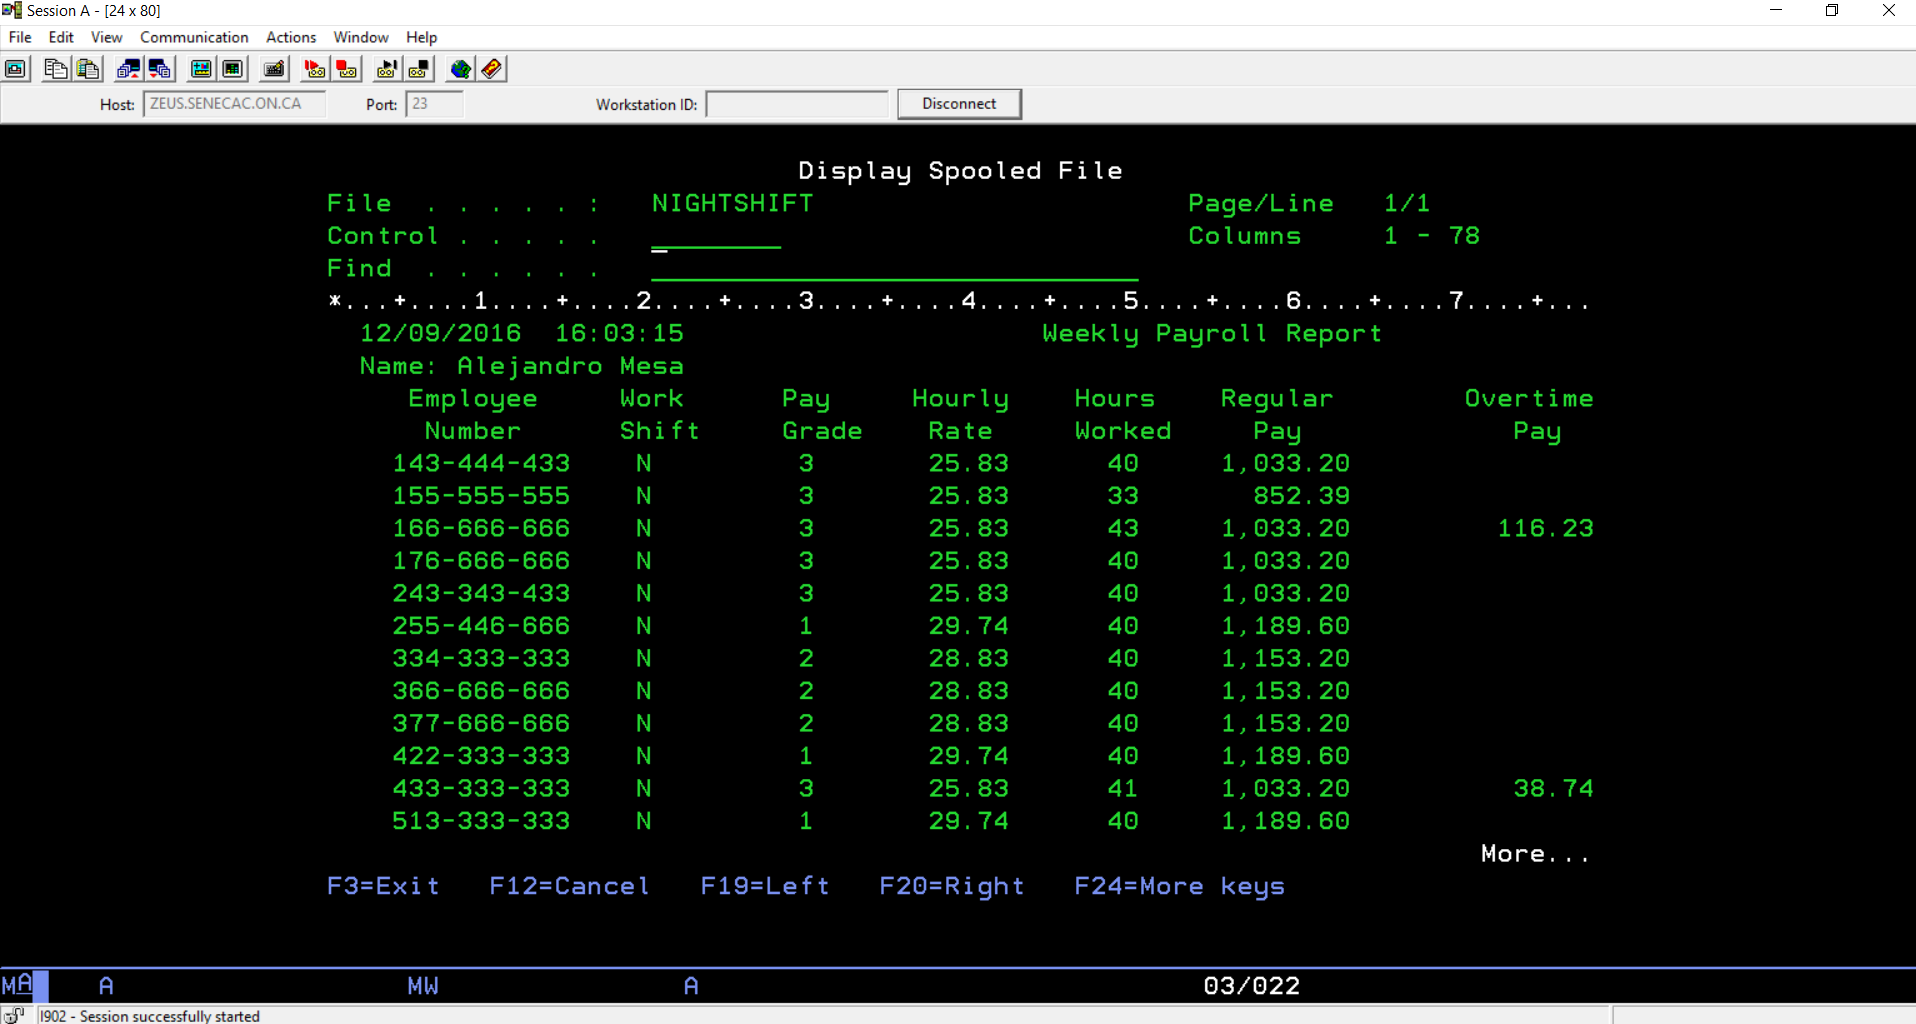 Session A - [24 x 80]
File Edit View Communication Actions Window Help
Host: ZEUS.SENECAC.ON.CA Port: 23 Workstation ID: Disconnect
Display Spooled File
File . . . . . : NIGHTSHIFT Page/Line 1/1
Control . . . . . Columns 1 - 78
Find . . . . . .
*...+....1....+....2....+....3....+....4....+....5....+....6....+....7....+...
12/09/2016 16:03:15 Weekly Payroll Report
Name: Alejandro Mesa
Employee Work Pay Hourly Hours Regular Overtime
Number Shift Grade Rate Worked Pay Pay
143-444-433 N 3 25.83 40 1,033.20
155-555-555 N 3 25.83 33 852.39
166-666-666 N 3 25.83 43 1,033.20 116.23
176-666-666 N 3 25.83 40 1,033.20
243-343-433 N 3 25.83 40 1,033.20
255-446-666 N 1 29.74 40 1,189.60
334-333-333 N 2 28.83 40 1,153.20
366-666-666 N 2 28.83 40 1,153.20
377-666-666 N 2 28.83 40 1,153.20
422-333-333 N 1 29.74 40 1,189.60
433-333-333 N 3 25.83 41 1,033.20 38.74
513-333-333 N 1 29.74 40 1,189.60
More...
F3=Exit F12=Cancel F19=Left F20=Right F24=More keys
MA A MW A 03/022
I902 - Session successfully started